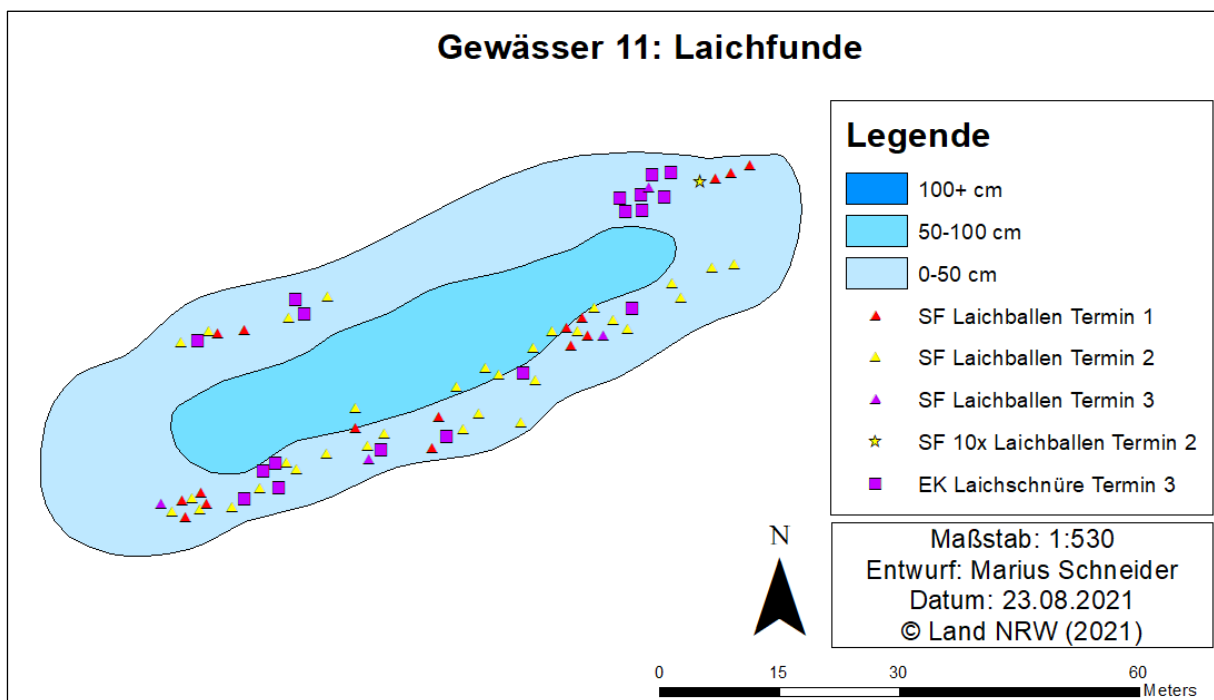 Gewässer 11: Laichfunde
Legende
100+ cm
50-100 cm
0-50 cm
SF Laichballen Termin 1
SF Laichballen Termin 2
SF Laichballen Termin 3
SF 10x Laichballen Termin 2
EK Laichschnüre Termin 3
N
Maßstab: 1:530
Entwurf: Marius Schneider
Datum: 23.08.2021
© Land NRW (2021)
0 15 30 60
Meters